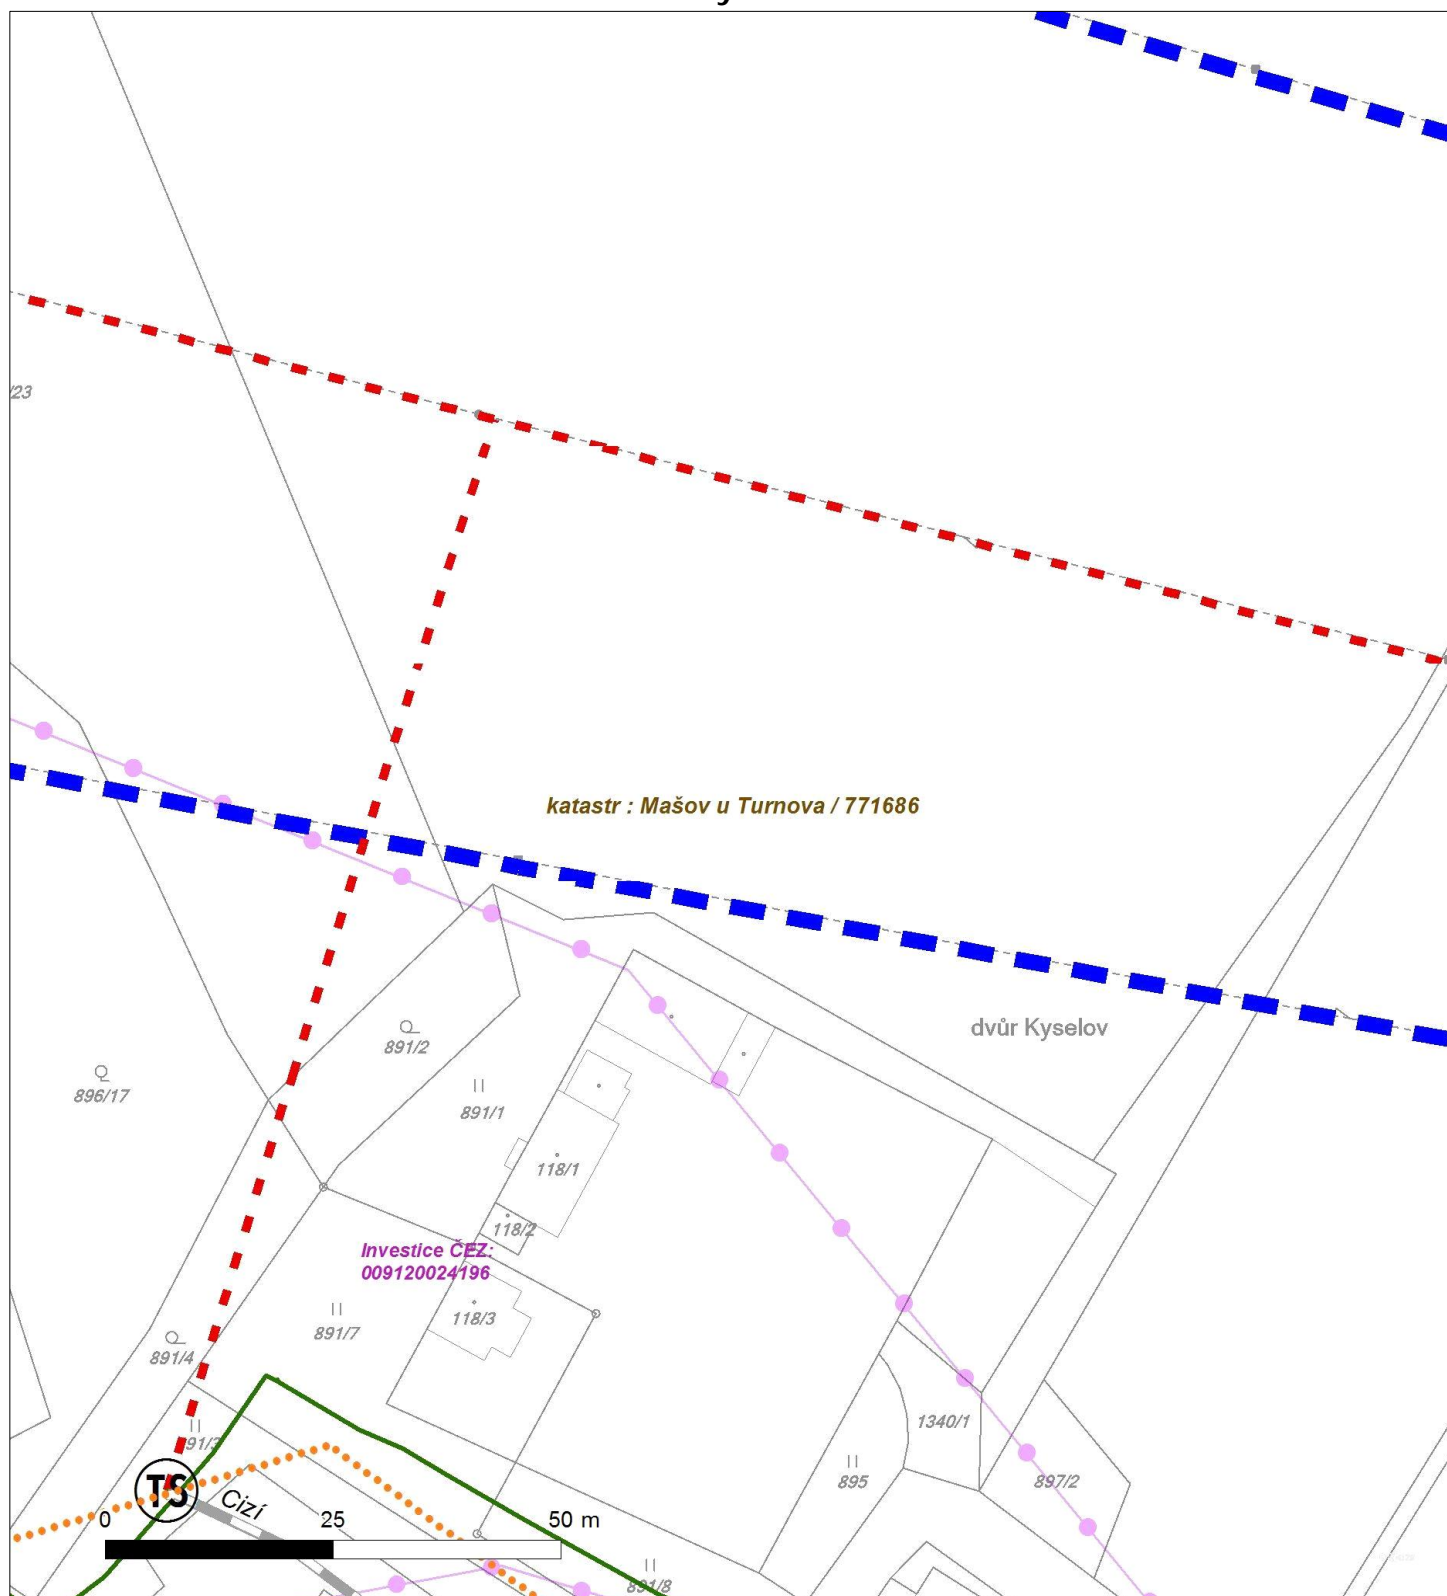 /23
katastr : Mašov u Turnova / 771686
dvůr Kyselov
891/2
896/17
891/1
118/1
118/2
Investice ČEZ:
009120024196
118/3
891/7
891/4
1340/1
91/3
895
897/2
TS
Cizí
0 25 50 m
891/8